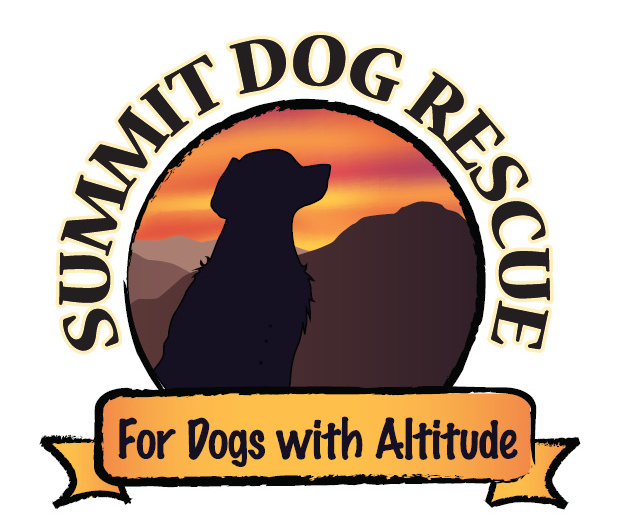 SUMMIT DOG RESCUE
For Dogs with Altitude